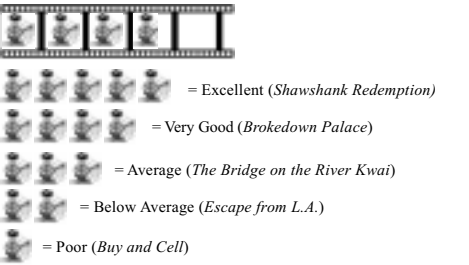 = Excellent (Shawshank Redemption)
= Very Good (Brokedown Palace)
= Average (The Bridge on the River Kwai)
= Below Average (Escape from L.A.)
= Poor (Buy and Cell)